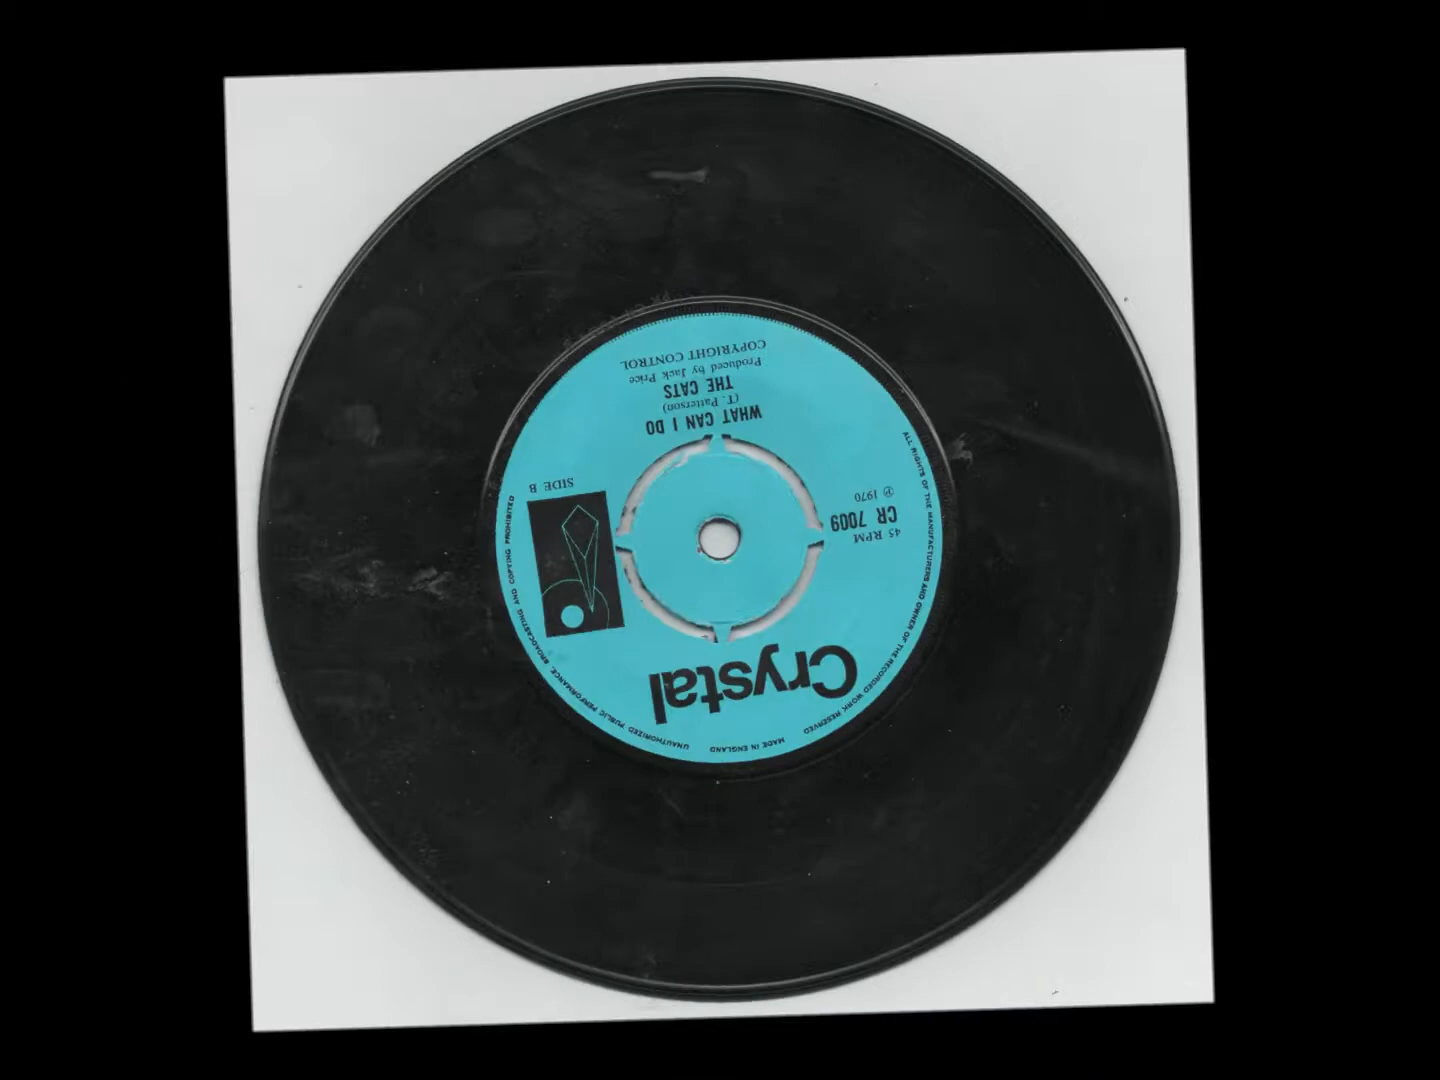 Crystal
45 RPM
CR 7009
℗ 1970
SIDE B
WHAT CAN I DO
(T. Patterson)
THE CATS
Produced by Jack Price
COPYRIGHT CONTROL
ALL RIGHTS OF THE MANUFACTURERS AND OWNER OF THE RECORDED WORK RESERVED
MADE IN ENGLAND
UNAUTHORIZED PUBLIC PERFORMANCE, BROADCASTING AND COPYING PROHIBITED